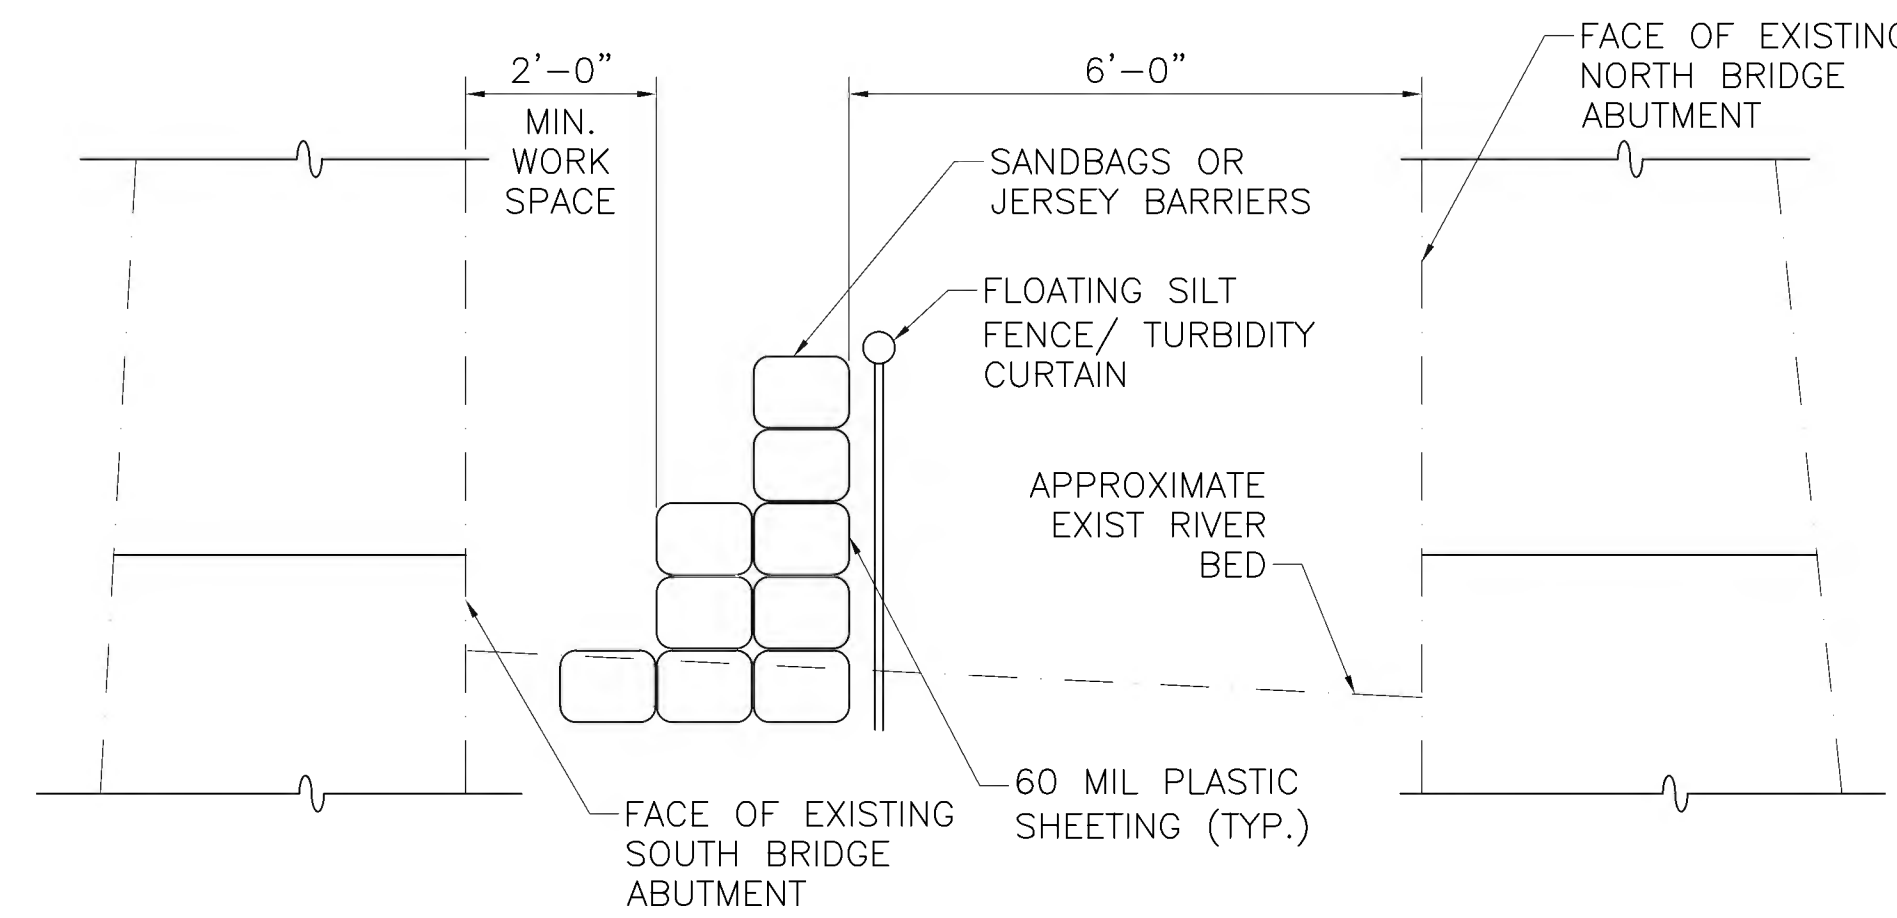 2'-0"
MIN.
WORK
SPACE
6'-0"
FACE OF EXISTING
NORTH BRIDGE
ABUTMENT
SANDBAGS OR
JERSEY BARRIERS
FLOATING SILT
FENCE/ TURBIDITY
CURTAIN
APPROXIMATE
EXIST RIVER
BED
60 MIL PLASTIC
SHEETING (TYP.)
FACE OF EXISTING
SOUTH BRIDGE
ABUTMENT